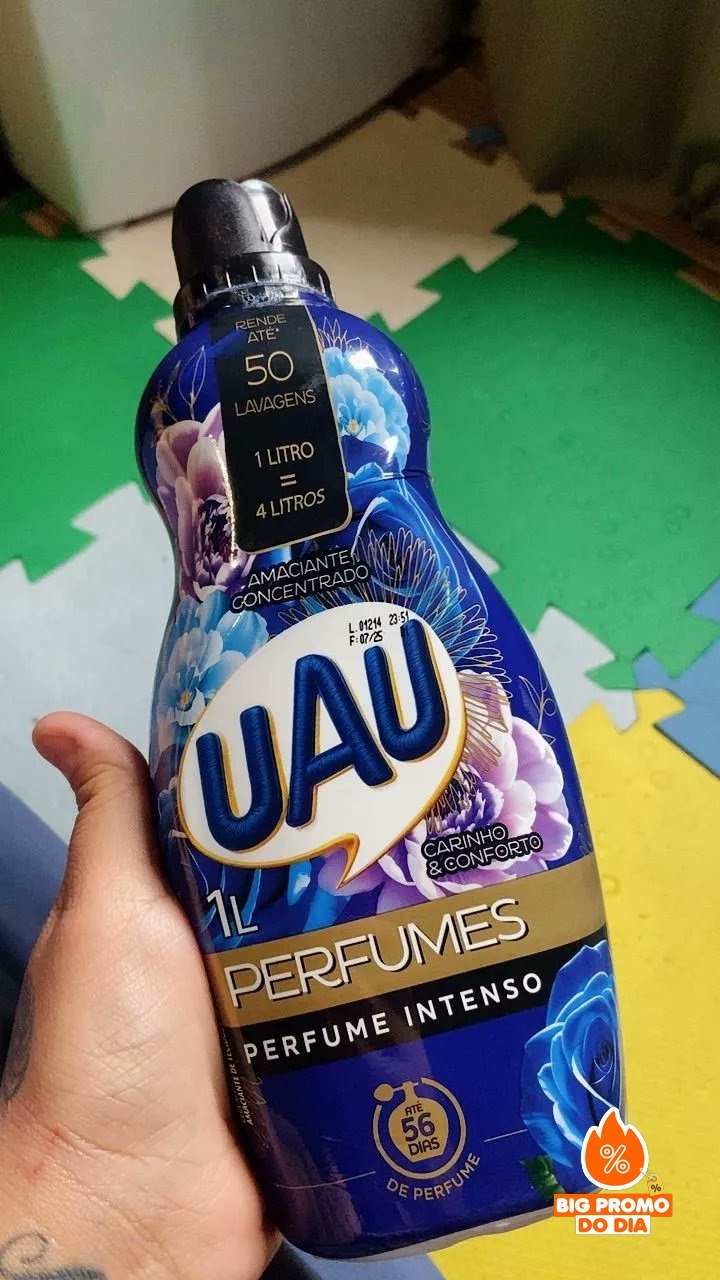 RENDE
ATÉ*
50
LAVAGENS
1 LITRO
=
4 LITROS
AMACIANTE
CONCENTRADO
L.01214 23:51
F:07/25
UAU
CARINHO
& CONFORTO
1L
PERFUMES
PERFUME INTENSO
ATÉ
56
DIAS
DE PERFUME
%
%
BIG PROMO
DO DIA